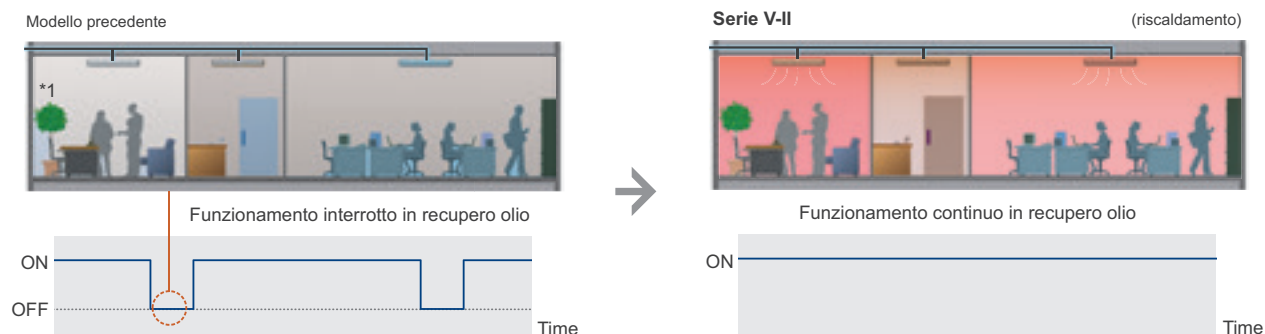 Modello precedente
*1
Funzionamento interrotto in recupero olio
ON
OFF
Time
Serie V-II
(riscaldamento)
Funzionamento continuo in recupero olio
ON
Time